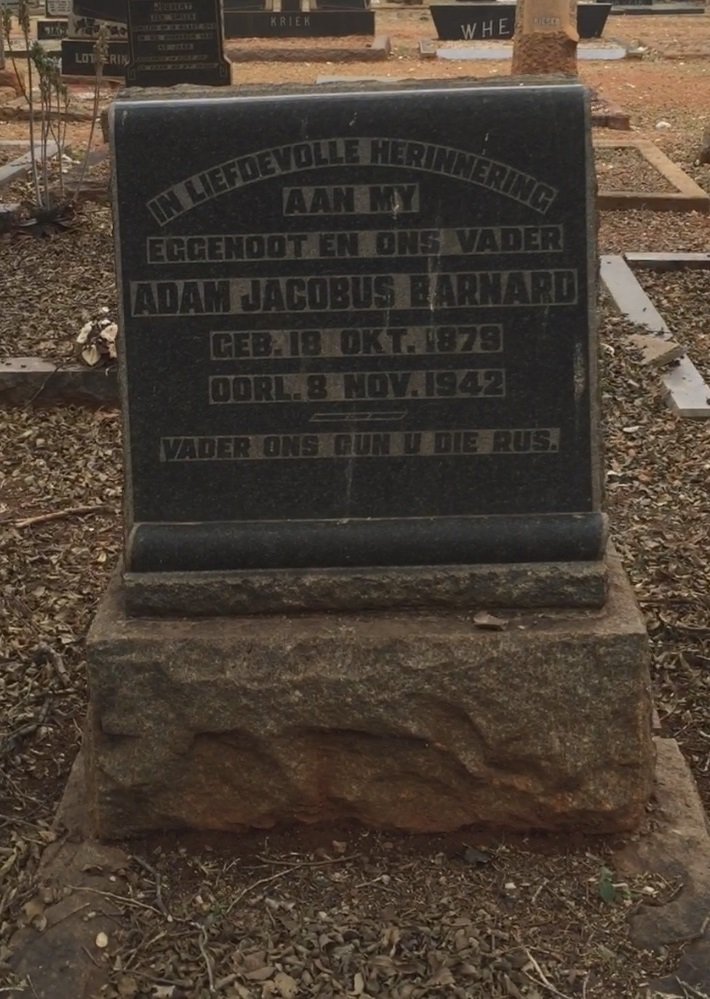 KRIEK
IN LIEFDEVOLLE HERINNERING
AAN MY
EGGENOOT EN ONS VADER
ADAM JACOBUS BARNARD
GEB. 18 OKT. 1879
OORL. 8 NOV. 1942
VADER ONS GUN U DIE RUS.